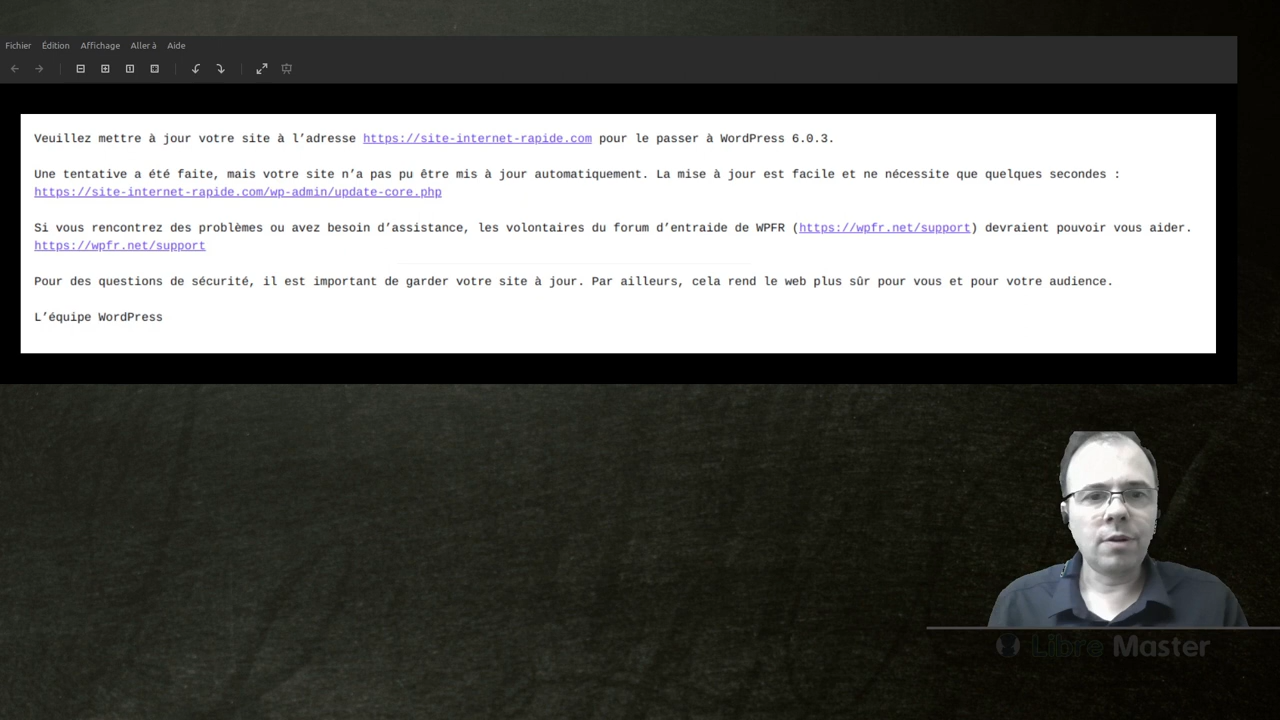 Fichier Édition Affichage Aller à Aide
Veuillez mettre à jour votre site à l’adresse https://site-internet-rapide.com pour le passer à WordPress 6.0.3.
Une tentative a été faite, mais votre site n’a pas pu être mis à jour automatiquement. La mise à jour est facile et ne nécessite que quelques secondes :
https://site-internet-rapide.com/wp-admin/update-core.php
Si vous rencontrez des problèmes ou avez besoin d’assistance, les volontaires du forum d’entraide de WPFR (https://wpfr.net/support) devraient pouvoir vous aider.
https://wpfr.net/support
Pour des questions de sécurité, il est important de garder votre site à jour. Par ailleurs, cela rend le web plus sûr pour vous et pour votre audience.
L’équipe WordPress
Libre Master